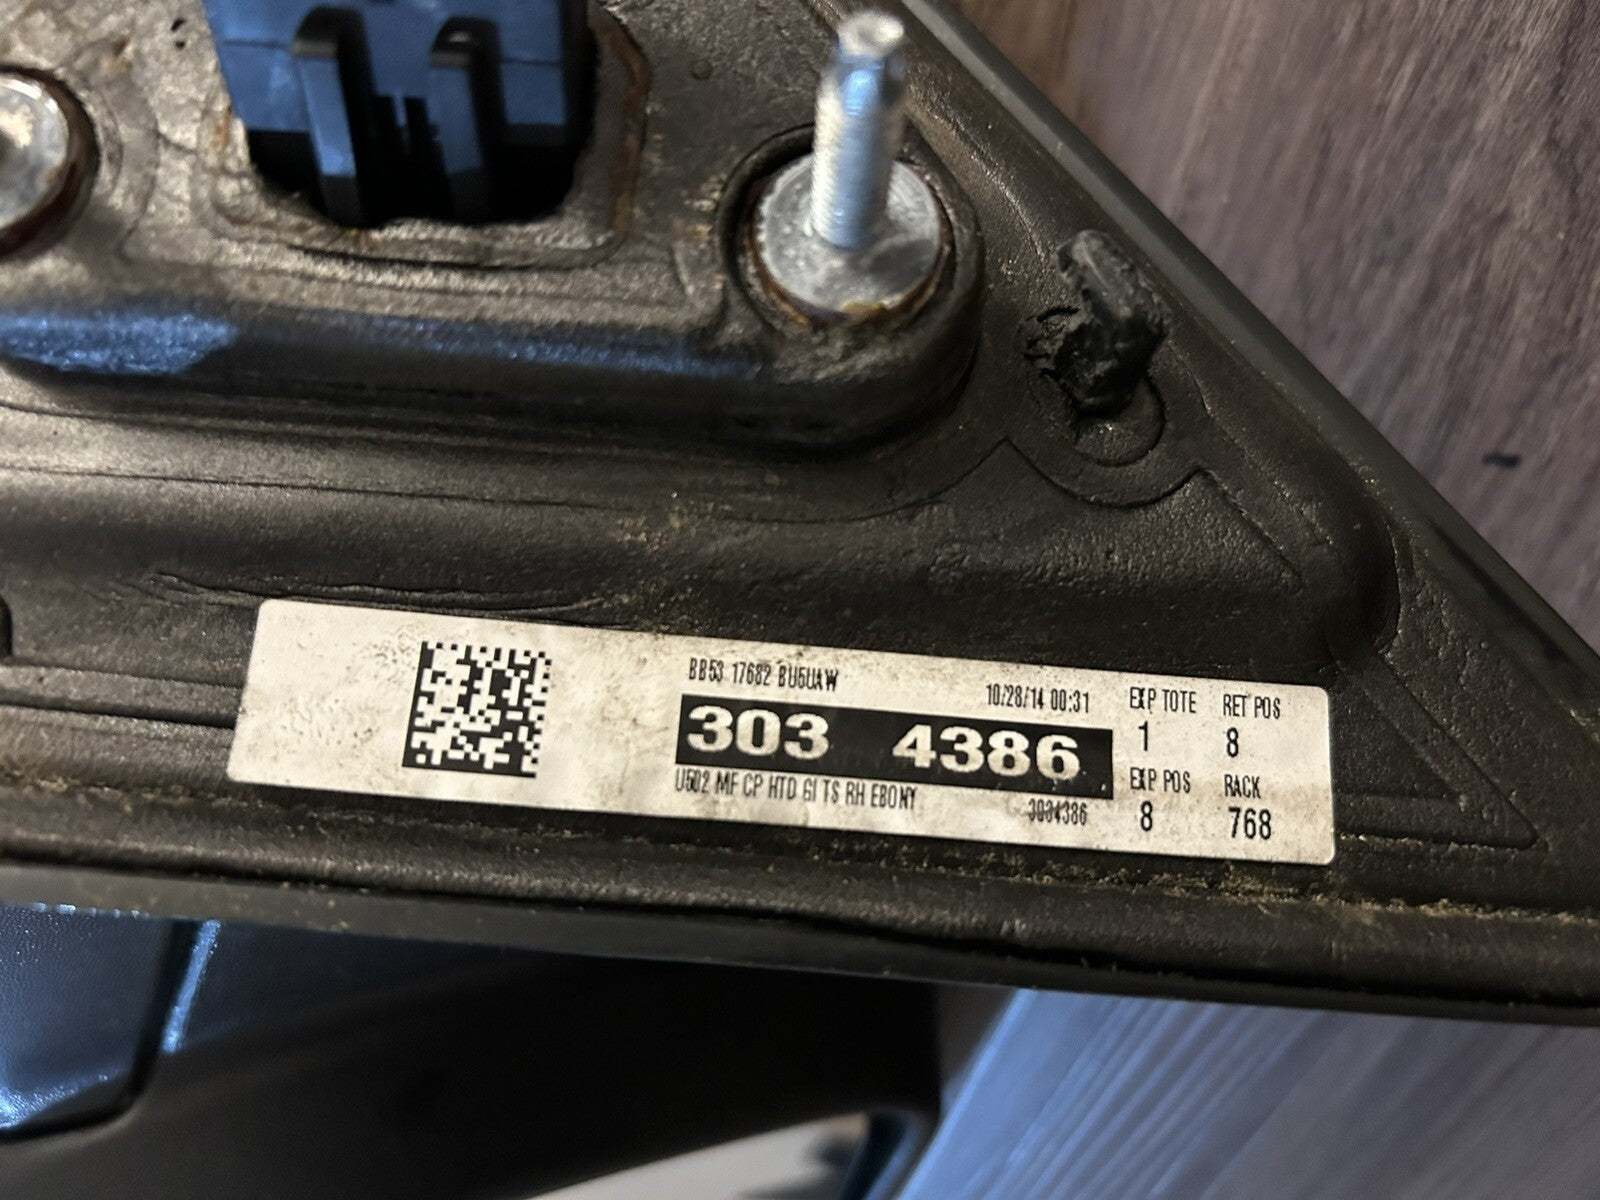 BB53 17682 BU5UAW
10/28/14 00:31
303 4386
U502 MF CP HTD GI TS RH EBONY
3034386
EXP TOTE
1
EXP POS
8
RET POS
8
RACK
768